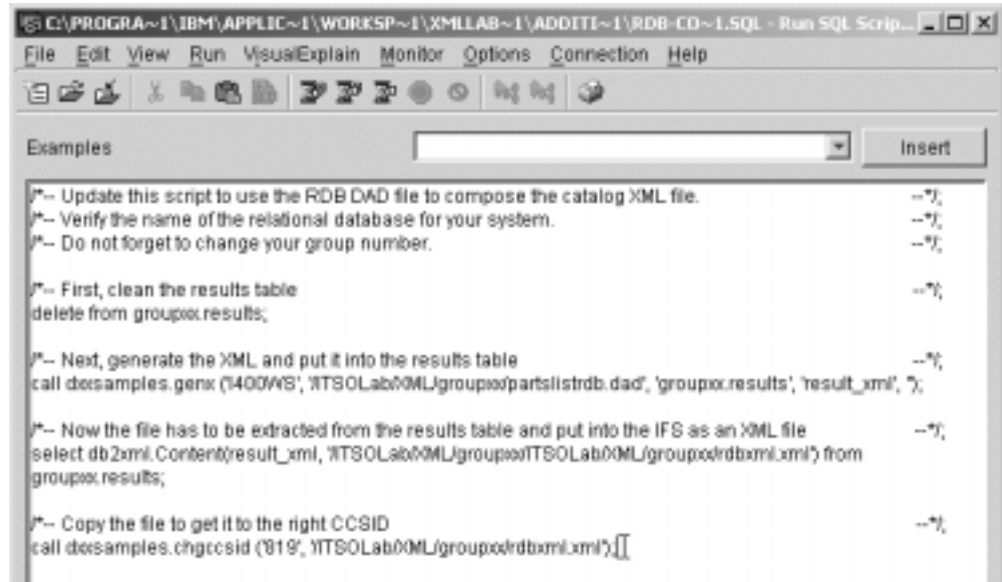 C:\PROGRA~1\IBM\APPLIC~1\WORKSP~1\XMLLAB~1\ADDITI~1\RDB-CO~1.SQL - Run SQL Scrip...
File Edit View Run VisualExplain Monitor Options Connection Help
Examples Insert
/*-- Update this script to use the RDB DAD file to compose the catalog XML file. --*/;
/*-- Verify the name of the relational database for your system. --*/;
/*-- Do not forget to change your group number. --*/;
/*-- First, clean the results table --*/;
delete from groupxx.results;
/*-- Next, generate the XML and put it into the results table --*/;
call dxxsamples.genx ('I400WS', '/ITSOLab/XML/groupxx/partslistrdb.dad', 'groupxx.results', 'result_xml', '');
/*-- Now the file has to be extracted from the results table and put into the IFS as an XML file --*/;
select db2xml.Content(result_xml, '/ITSOLab/XML/groupxx/ITSOLab/XML/groupxx/rdbxml.xml') from
groupxx.results;
/*-- Copy the file to get it to the right CCSID --*/;
call dxxsamples.chgccsid ('819', '/ITSOLab/XML/groupxx/rdbxml.xml');